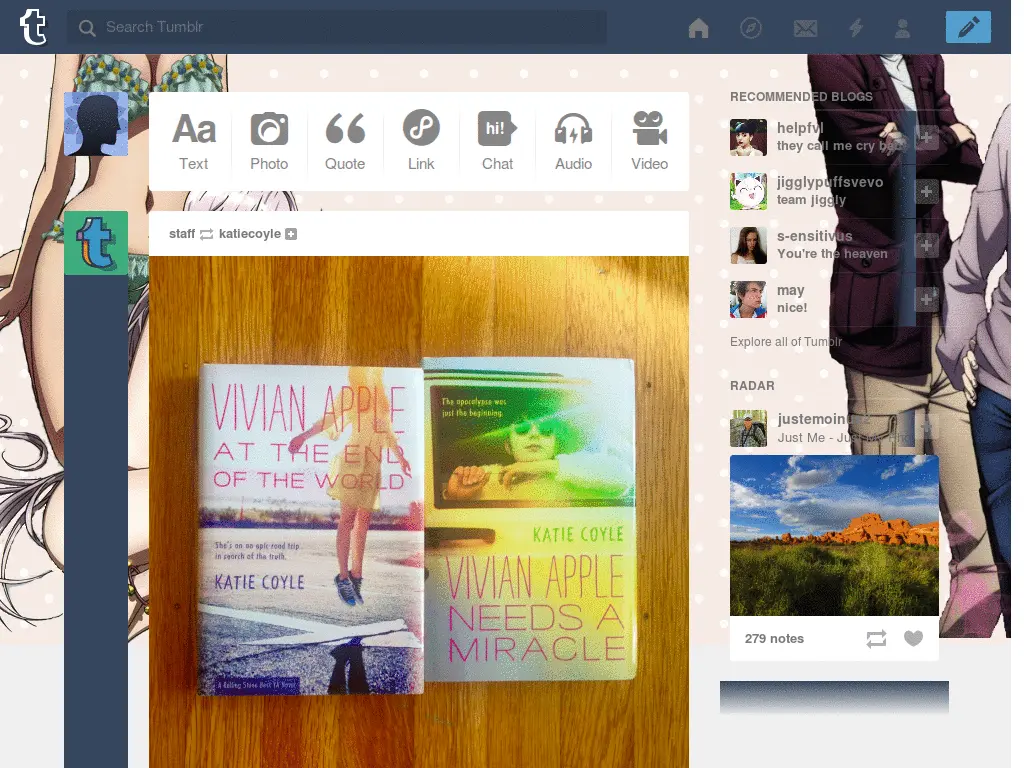 Search Tumblr
Aa
Text
Photo
Quote
Link
hi!
Chat
Audio
Video
staff katiecoyle
VIVIAN APPLE
AT THE END
OF THE WORLD
She's on an epic road trip
in search of the truth.
KATIE COYLE
A Rolling Stone Best YA Novel
The apocalypse was
just the beginning.
KATIE COYLE
VIVIAN APPLE
NEEDS A
MIRACLE
RECOMMENDED BLOGS
helpfvl
they call me cry
jigglypuffsvevo
team jiggly
s-ensitivus
You're the heaven
may
nice!
Explore all of Tumblr
RADAR
Just Me - Just My
279 notes